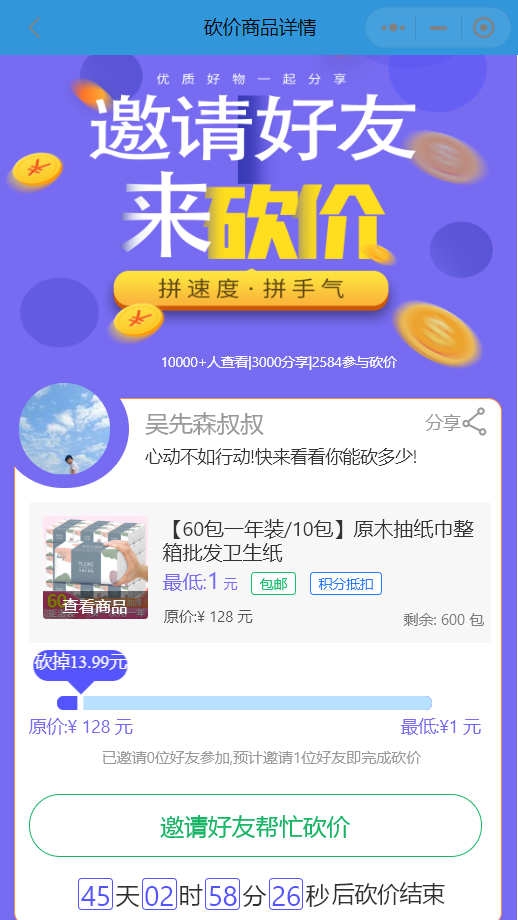 砍价商品详情
优质好物一起分享
邀请好友
来砍价
拼速度·拼手气
10000+人查看|3000分享|2584参与砍价
吴先森叔叔
分享
心动不如行动!快来看看你能砍多少!
【60包一年装/10包】原木抽纸巾整
箱批发卫生纸
最低:1 元 包邮 积分抵扣
查看商品
原价:¥ 128 元
剩余: 600 包
砍掉13.99元
原价:¥ 128 元
最低:¥1 元
已邀请0位好友参加,预计邀请1位好友即完成砍价
邀请好友帮忙砍价
45天02时58分26秒后砍价结束